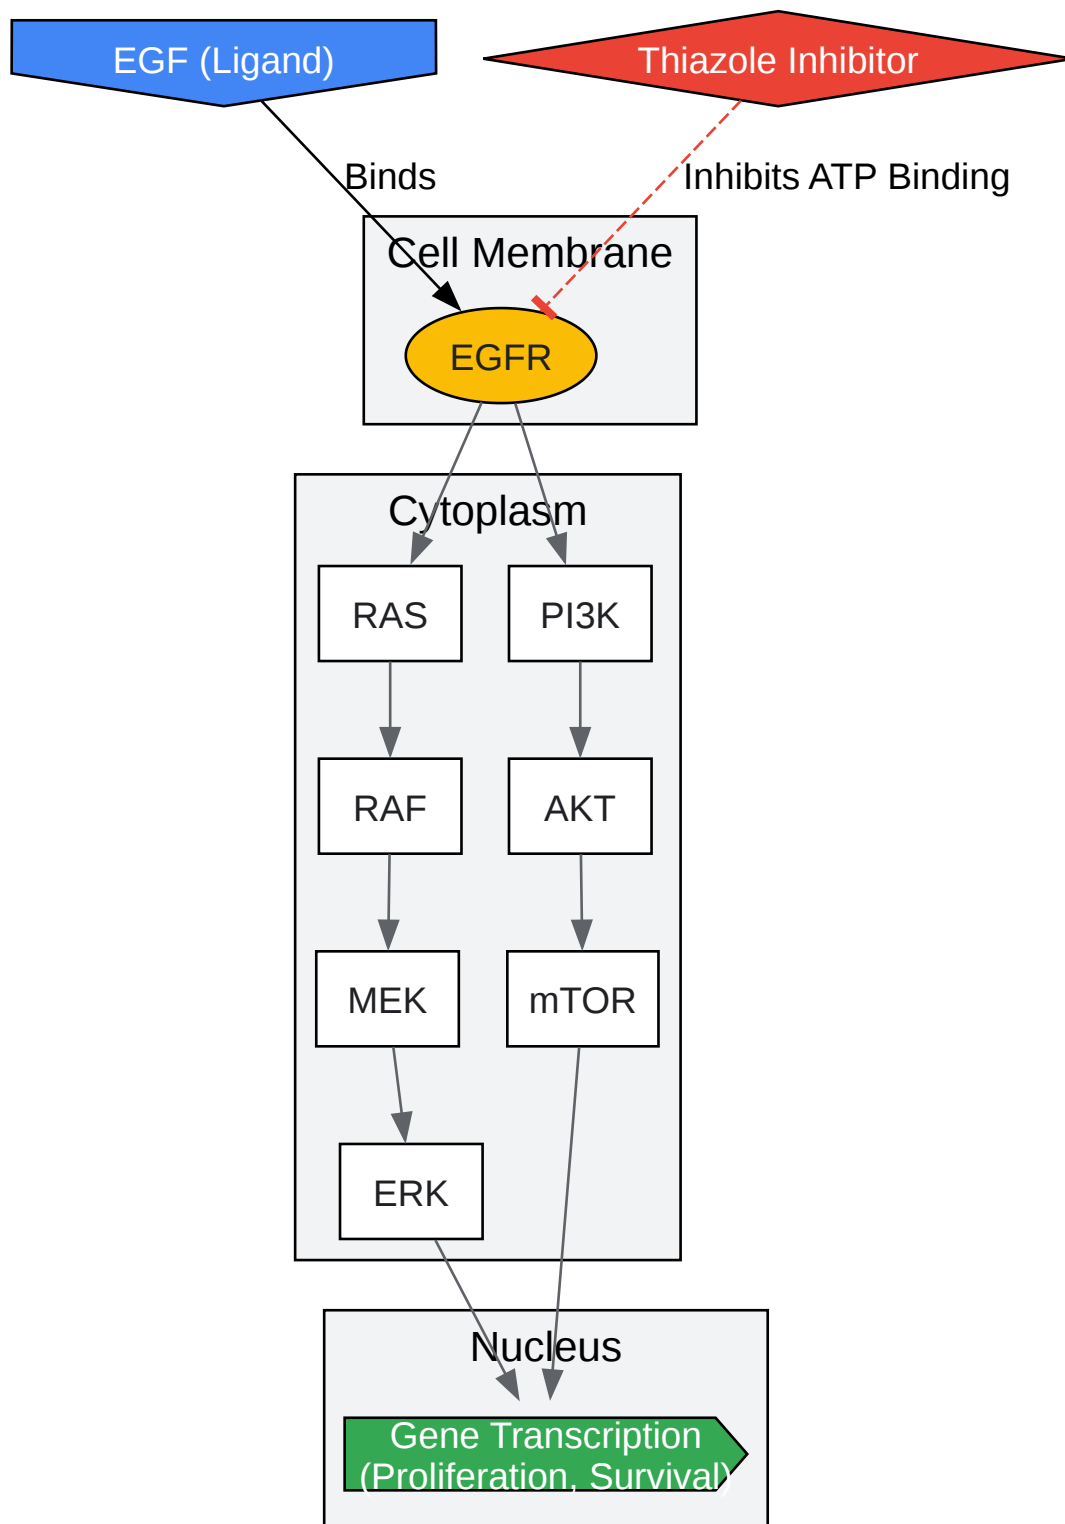 EGF (Ligand)
Thiazole Inhibitor
Binds
Inhibits ATP Binding
Cell Membrane
EGFR
Cytoplasm
RAS
PI3K
RAF
AKT
MEK
mTOR
ERK
Nucleus
Gene Transcription
(Proliferation, Survival)